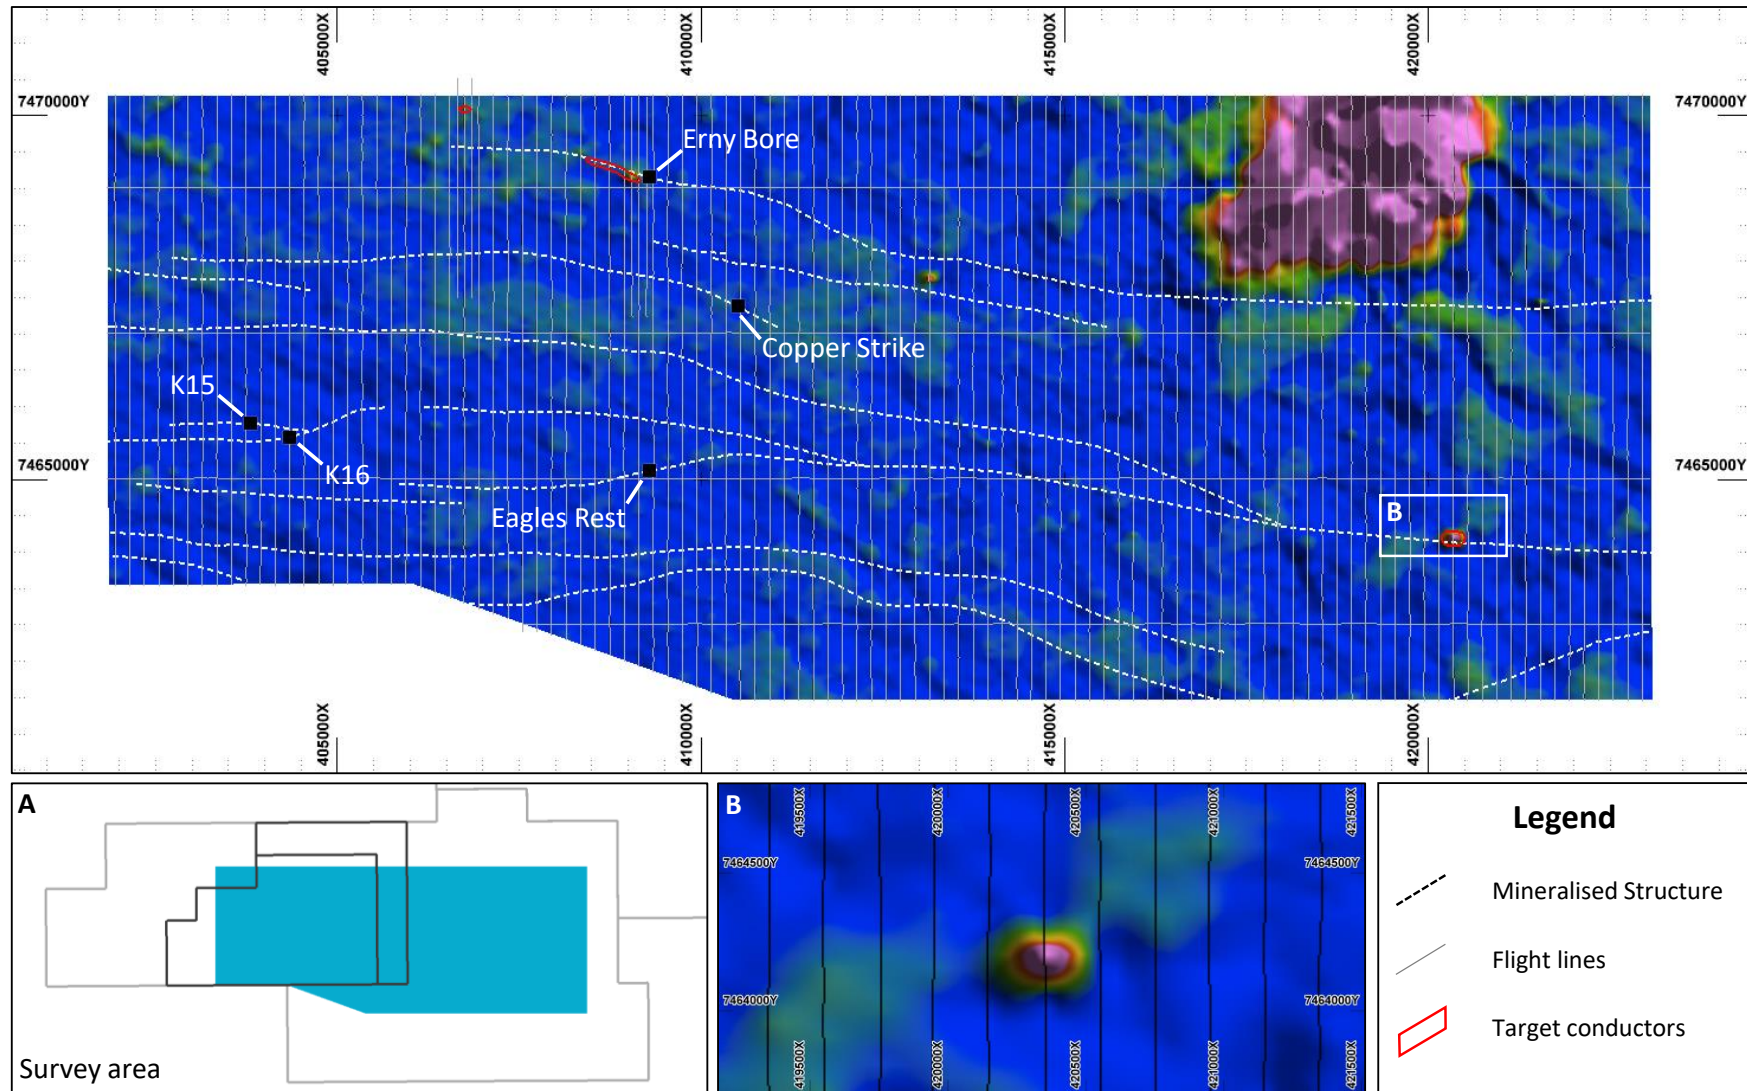 405000X
410000X
415000X
420000X
7470000Y
7470000Y
Erny Bore
Copper Strike
K15
K16
7465000Y
7465000Y
Eagles Rest
B
405000X
410000X
415000X
420000X
A
Survey area
B
419500X
420000X
420500X
421000X
421500X
7464500Y
7464500Y
7464000Y
7464000Y
419500X
420000X
420500X
421000X
421500X
Legend
Mineralised Structure
Flight lines
Target conductors